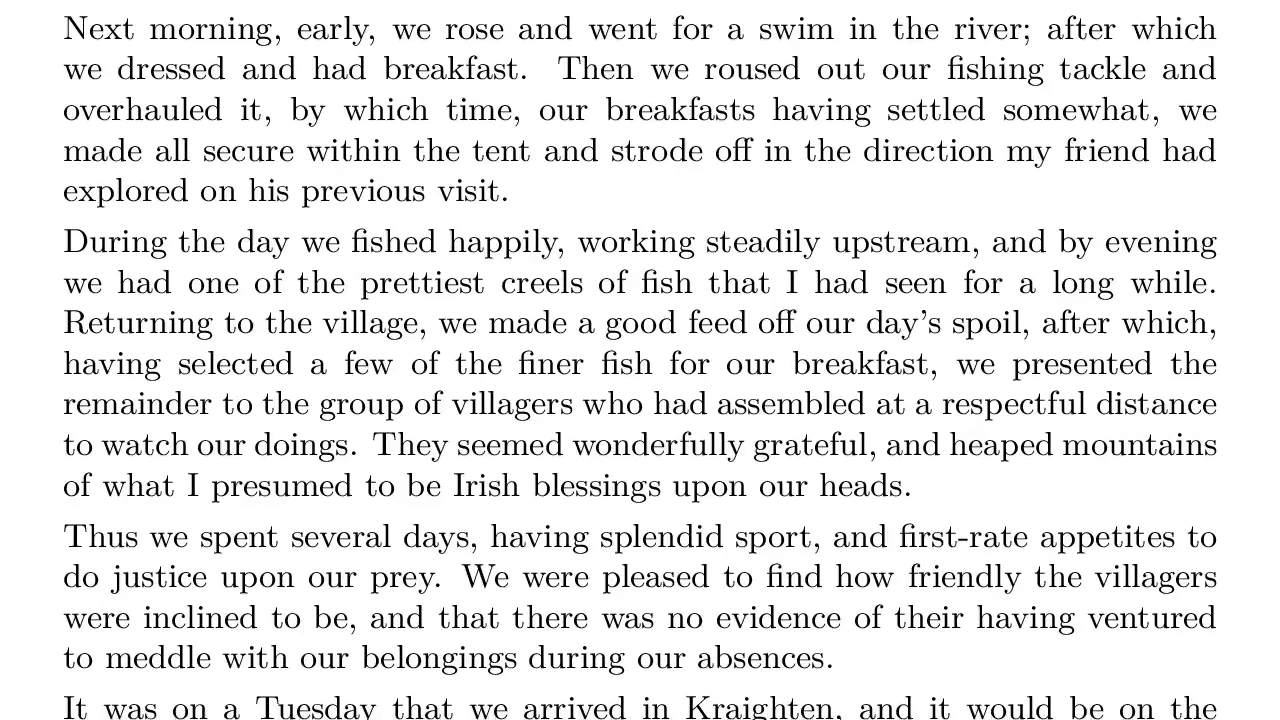 Next morning, early, we rose and went for a swim in the river; after which
we dressed and had breakfast. Then we roused out our fishing tackle and
overhauled it, by which time, our breakfasts having settled somewhat, we
made all secure within the tent and strode off in the direction my friend had
explored on his previous visit.
During the day we fished happily, working steadily upstream, and by evening
we had one of the prettiest creels of fish that I had seen for a long while.
Returning to the village, we made a good feed off our day’s spoil, after which,
having selected a few of the finer fish for our breakfast, we presented the
remainder to the group of villagers who had assembled at a respectful distance
to watch our doings. They seemed wonderfully grateful, and heaped mountains
of what I presumed to be Irish blessings upon our heads.
Thus we spent several days, having splendid sport, and first-rate appetites to
do justice upon our prey. We were pleased to find how friendly the villagers
were inclined to be, and that there was no evidence of their having ventured
to meddle with our belongings during our absences.
It was on a Tuesday that we arrived in Kraighten, and it would be on the